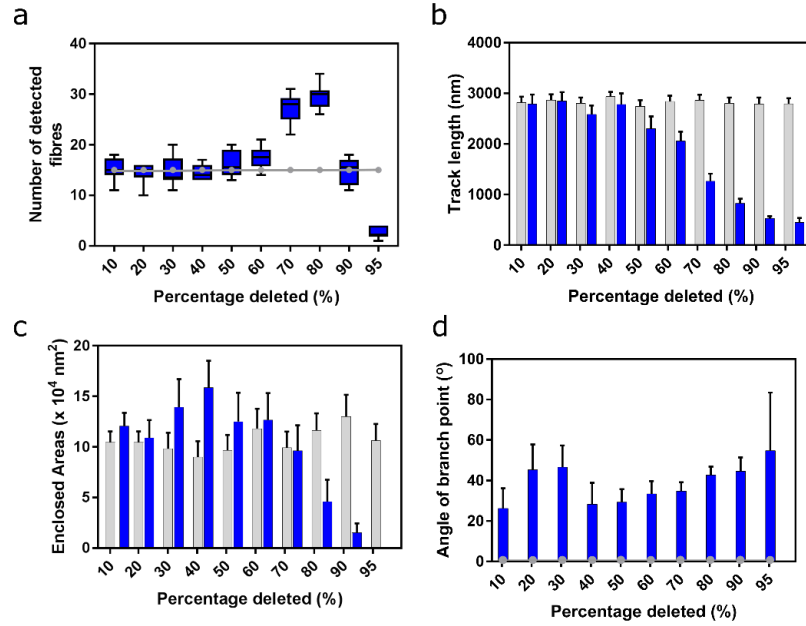 a
Number of detected
fibres
40
30
20
10
0
10 20 30 40 50 60 70 80 90 95
Percentage deleted (%)
b
Track length (nm)
4000
3000
2000
1000
0
10 20 30 40 50 60 70 80 90 95
Percentage deleted (%)
c
Enclosed Areas (x 10⁴ nm²)
20
15
10
5
0
10 20 30 40 50 60 70 80 90 95
Percentage deleted (%)
d
Angle of branch point (º)
100
80
60
40
20
0
10 20 30 40 50 60 70 80 90 95
Percentage deleted (%)